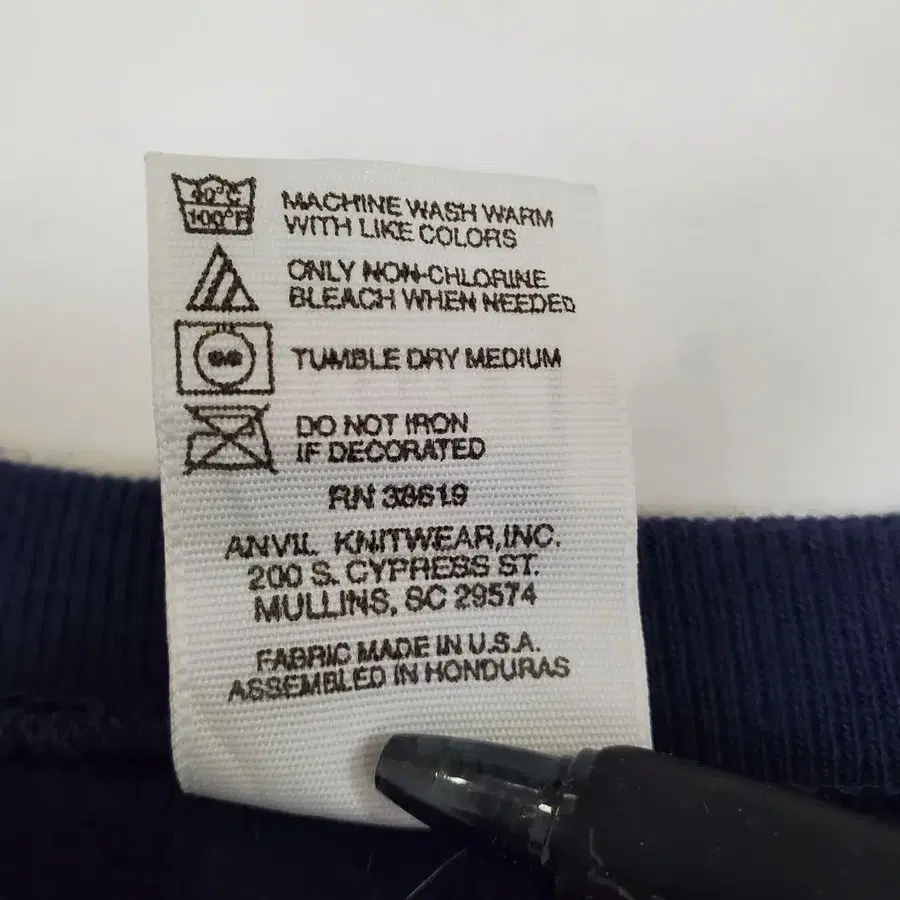 40°C
100°F
MACHINE WASH WARM
WITH LIKE COLORS
ONLY NON-CHLORINE
BLEACH WHEN NEEDED
TUMBLE DRY MEDIUM
DO NOT IRON
IF DECORATED
RN 38619
ANVIL KNITWEAR,INC.
200 S. CYPRESS ST.
MULLINS, SC 29574
FABRIC MADE IN U.S.A.
ASSEMBLED IN HONDURAS